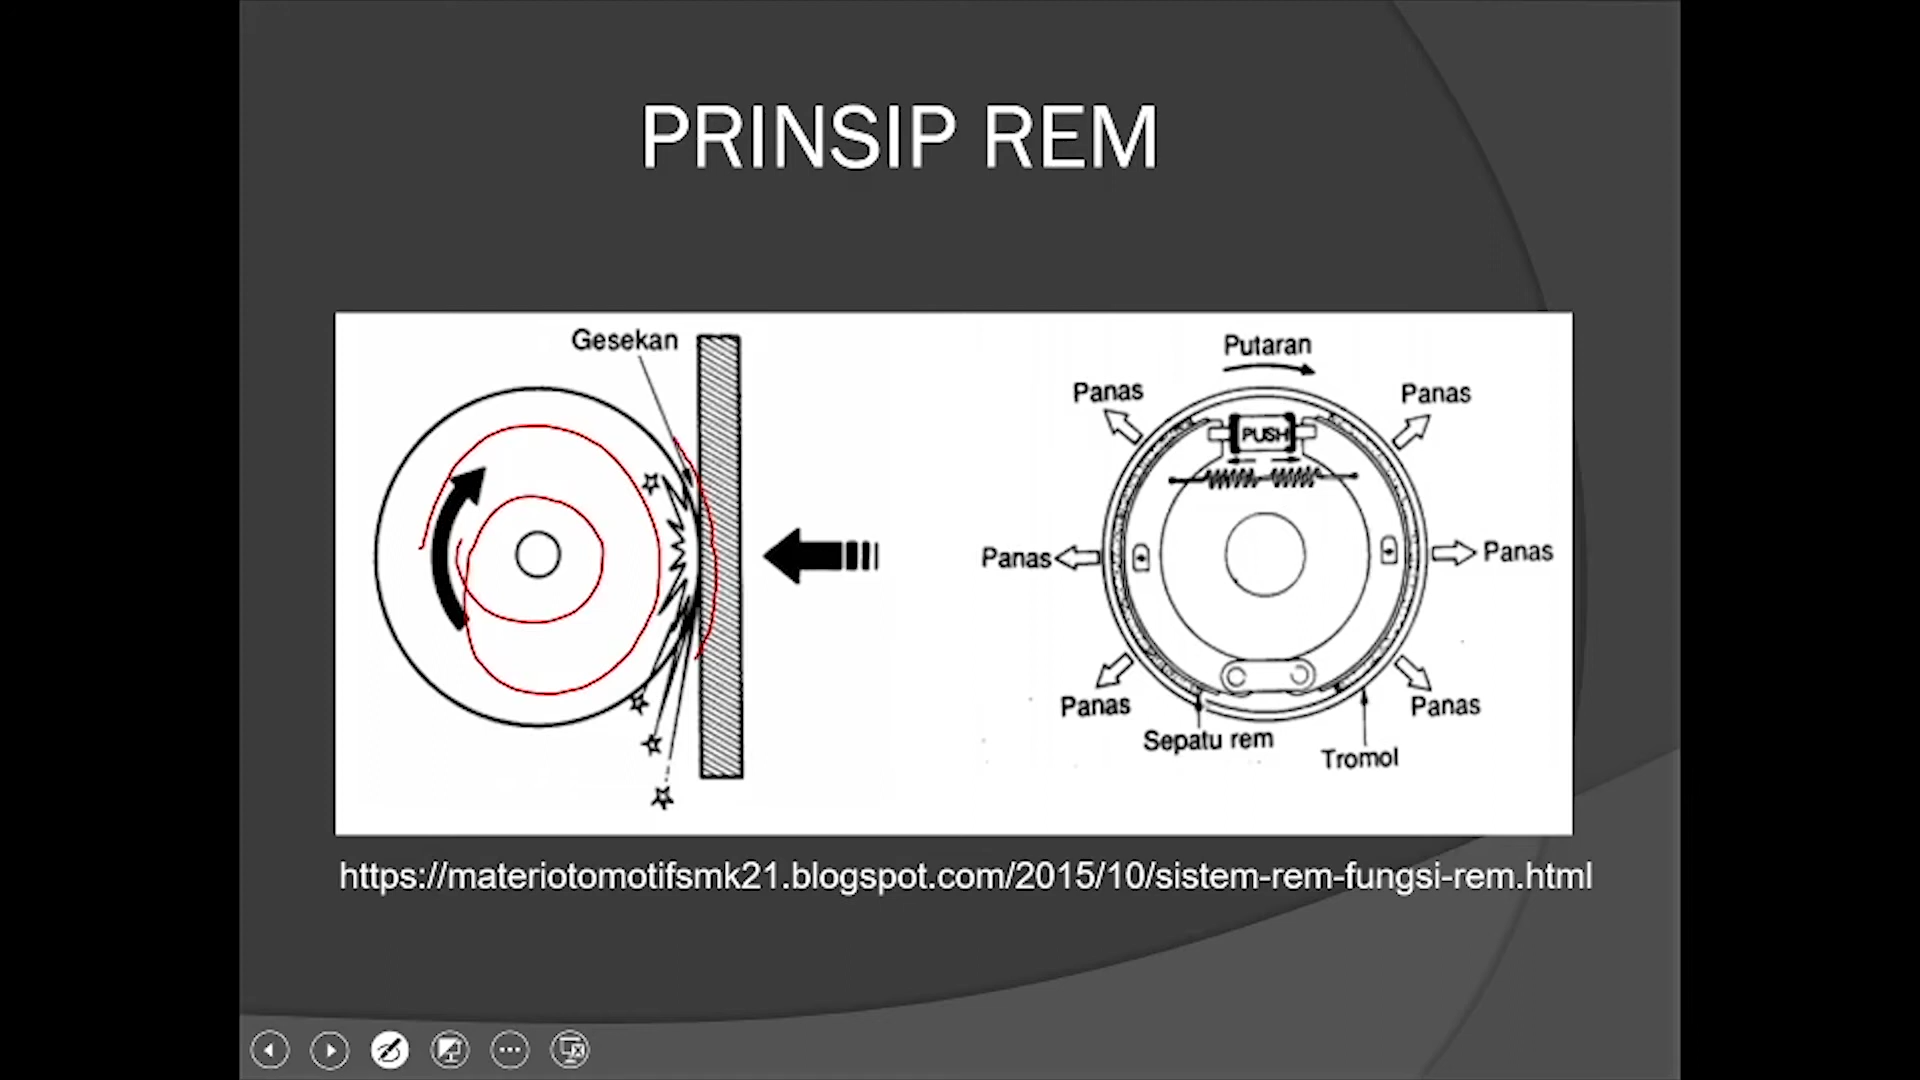 PRINSIP REM
Gesekan
Putaran
Panas
Panas
PUSH
Panas
Panas
Panas
Panas
Sepatu rem
Tromol
https://materiotomotifsmk21.blogspot.com/2015/10/sistem-rem-fungsi-rem.html